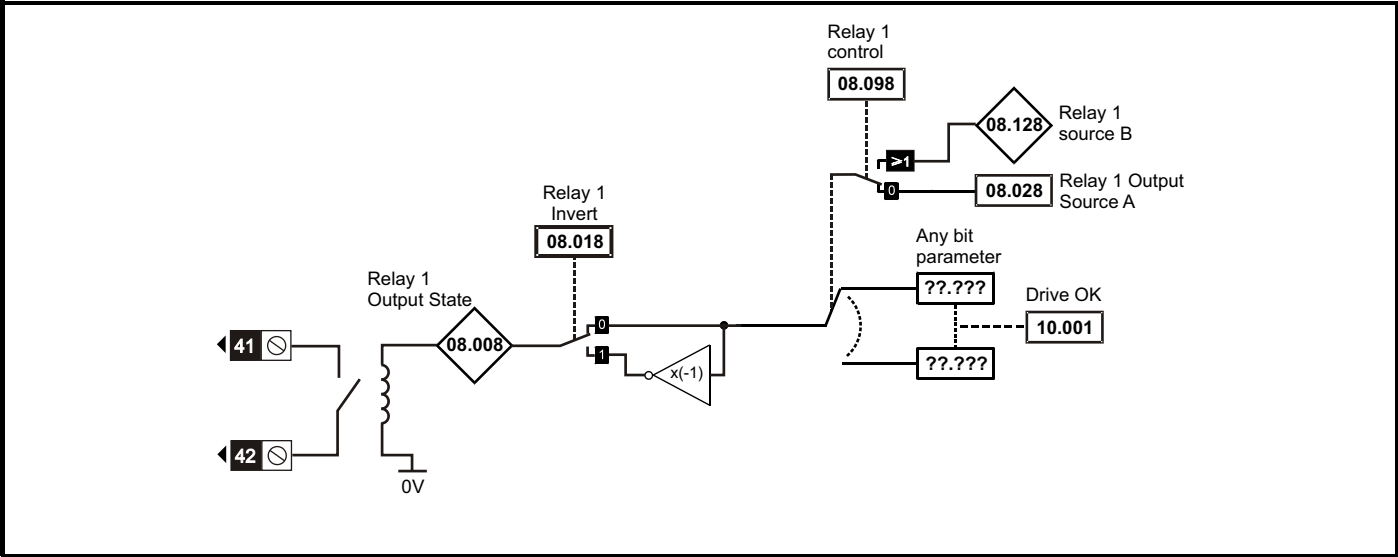 Relay 1
control
08.098
08.128
Relay 1
source B
>1
0
08.028
Relay 1 Output
Source A
Relay 1
Invert
08.018
Any bit
parameter
??.???
Drive OK
10.001
??.???
Relay 1
Output State
08.008
0
1
x(-1)
41
42
0V